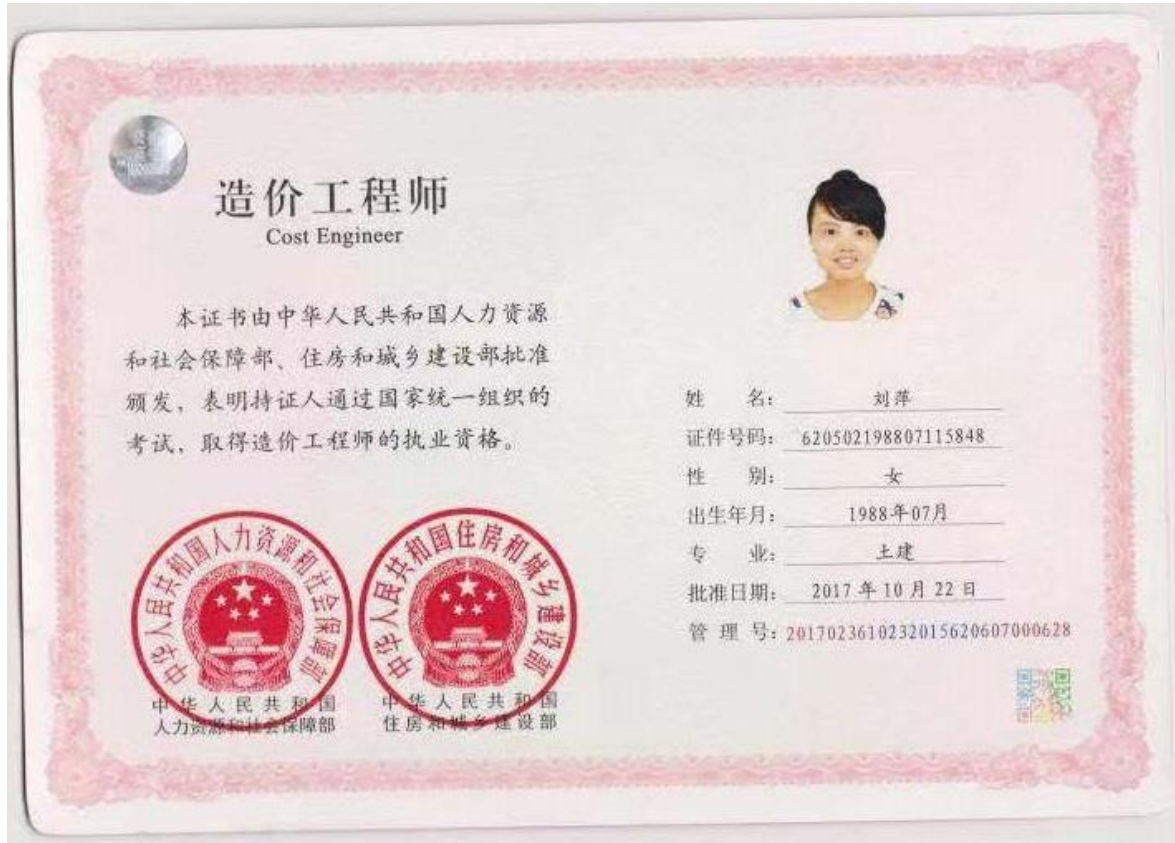 造价工程师
Cost Engineer
本证书由中华人民共和国人力资源
和社会保障部、住房和城乡建设部批准
颁发，表明持证人通过国家统一组织的
考试，取得造价工程师的执业资格。
中华人民共和国人力资源和社会保障部
中华人民共和国住房和城乡建设部
中华人民共和国
人力资源和社会保障部
中华人民共和国
住房和城乡建设部
姓 名： 刘萍
证件号码： 620502198807115848
性 别： 女
出生年月： 1988年07月
专 业： 土建
批准日期： 2017年10月22日
管 理 号：2017023610232015620607000628